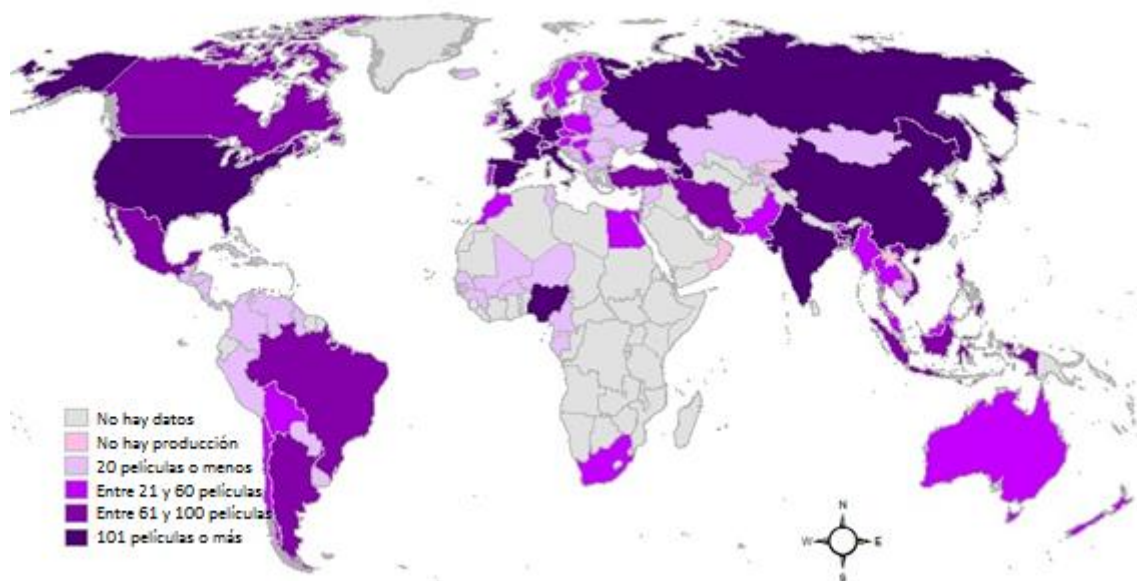 No hay datos
No hay producción
20 películas o menos
Entre 21 y 60 películas
Entre 61 y 100 películas
101 películas o más
N
W E
S